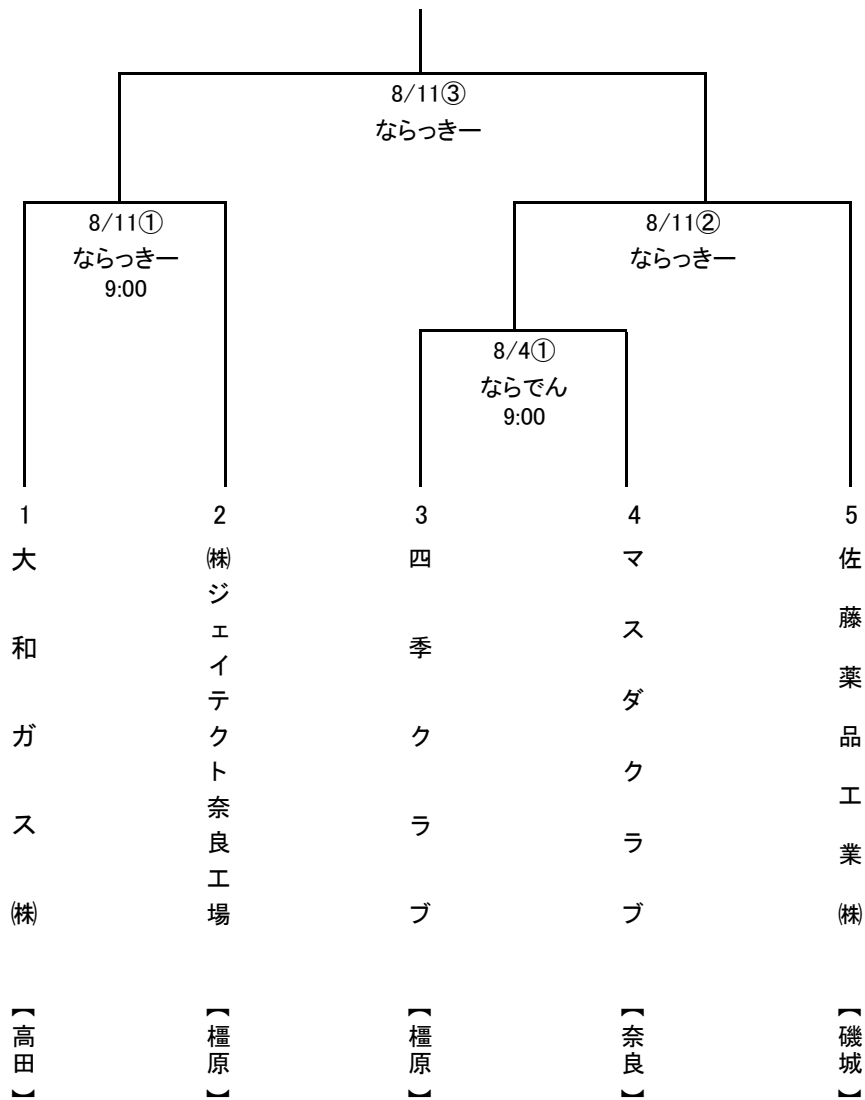 8/11③
ならっきー
8/11①
ならっきー
9:00
8/11②
ならっきー
8/4①
ならでん
9:00
1
大和ガス㈱
【高田】
2
㈱ジェイテクト奈良工場
【橿原】
3
四季クラブ
【橿原】
4
マスダクラブ
【奈良】
5
佐藤薬品工業㈱
【磯城】